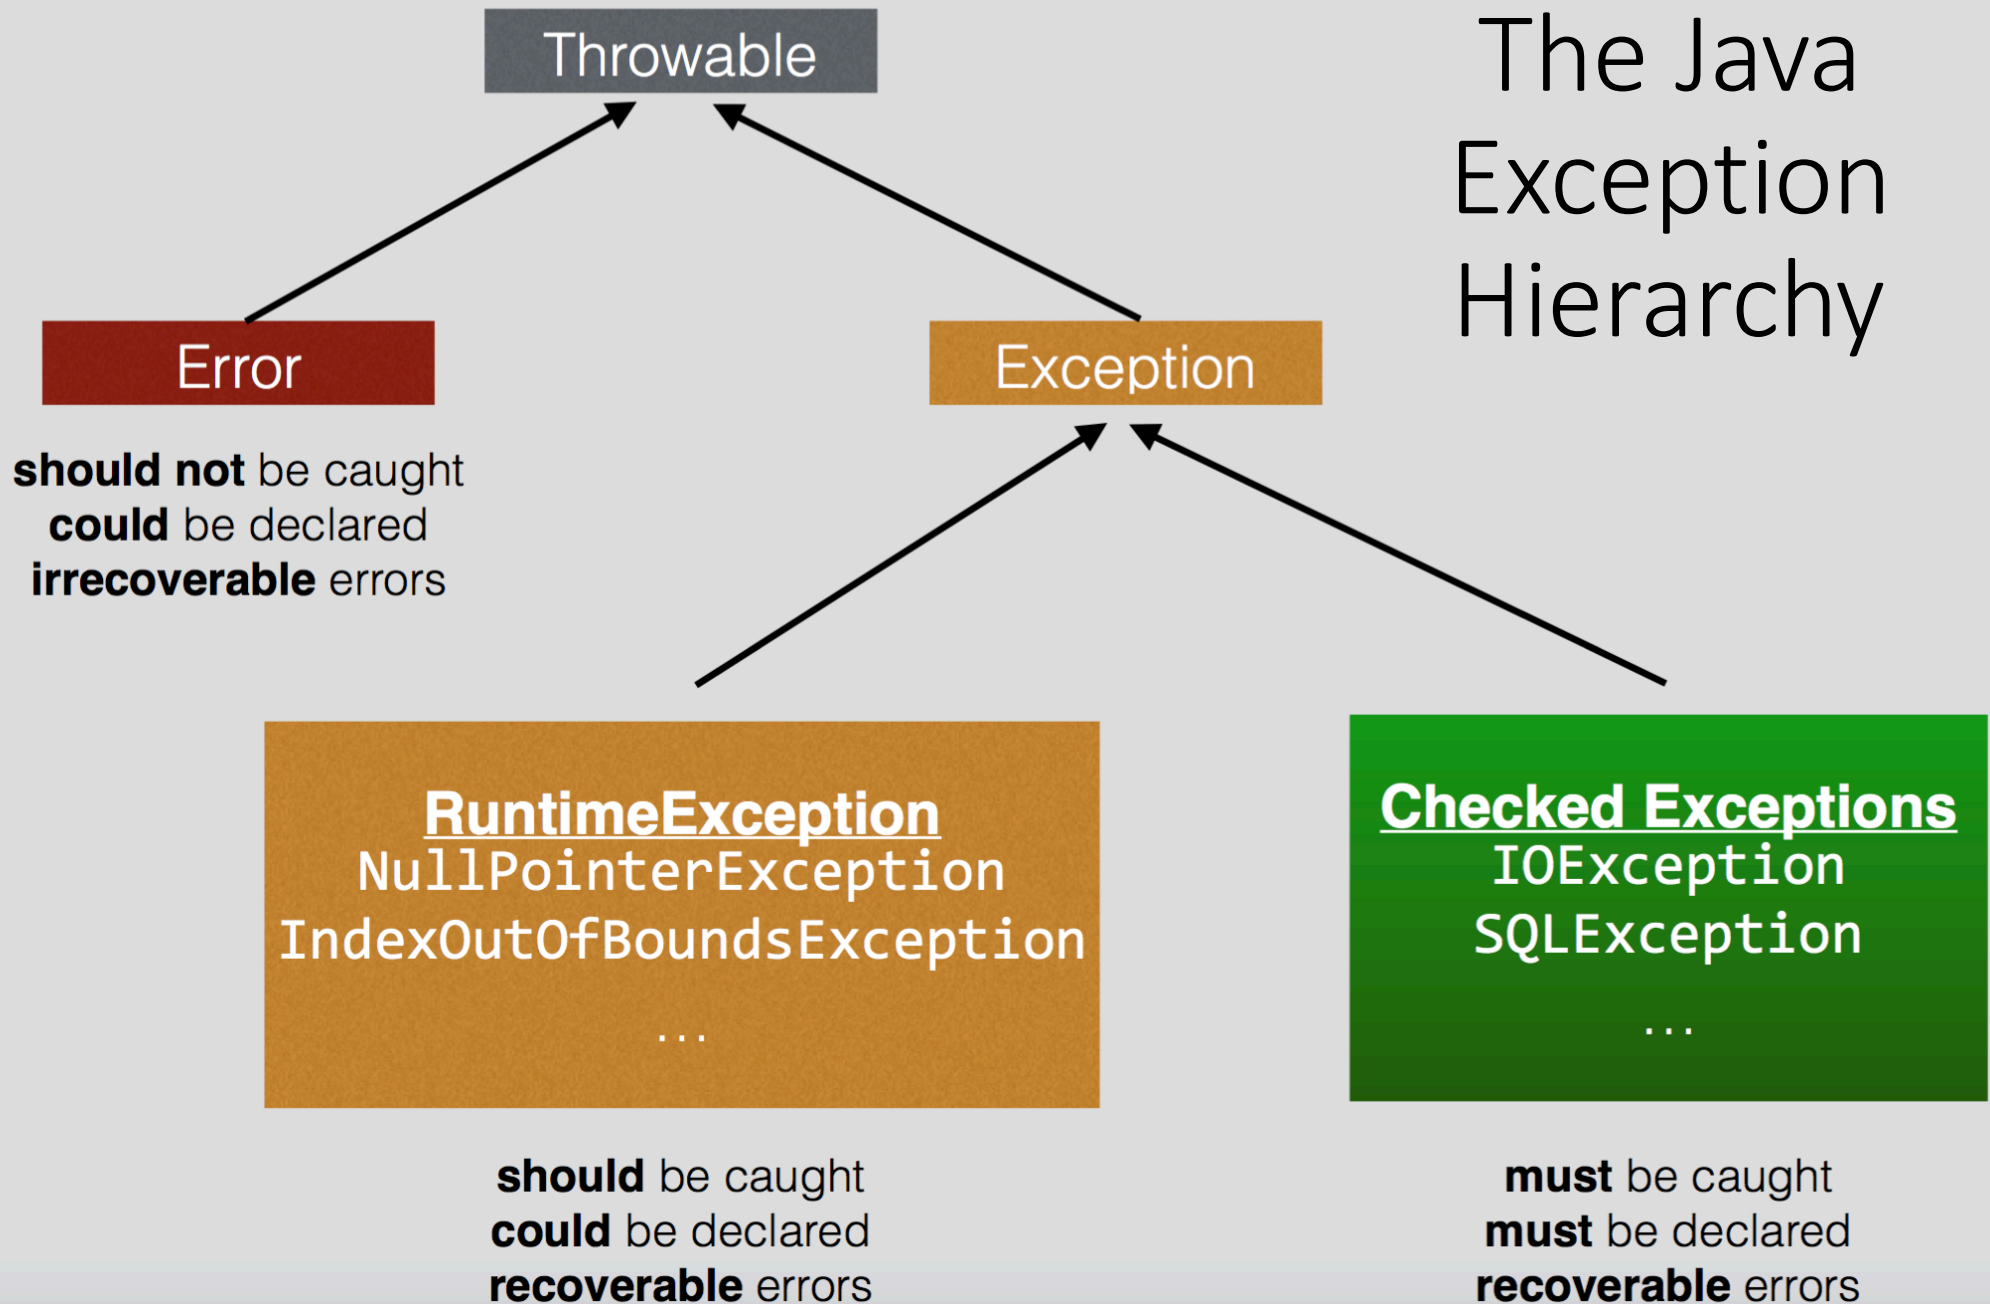 Throwable
The Java
Exception
Hierarchy
Error
Exception
should not be caught
could be declared
irrecoverable errors
RuntimeException
NullPointerException
IndexOutOfBoundsException
...
should be caught
could be declared
recoverable errors
Checked Exceptions
IOException
SQLException
...
must be caught
must be declared
recoverable errors